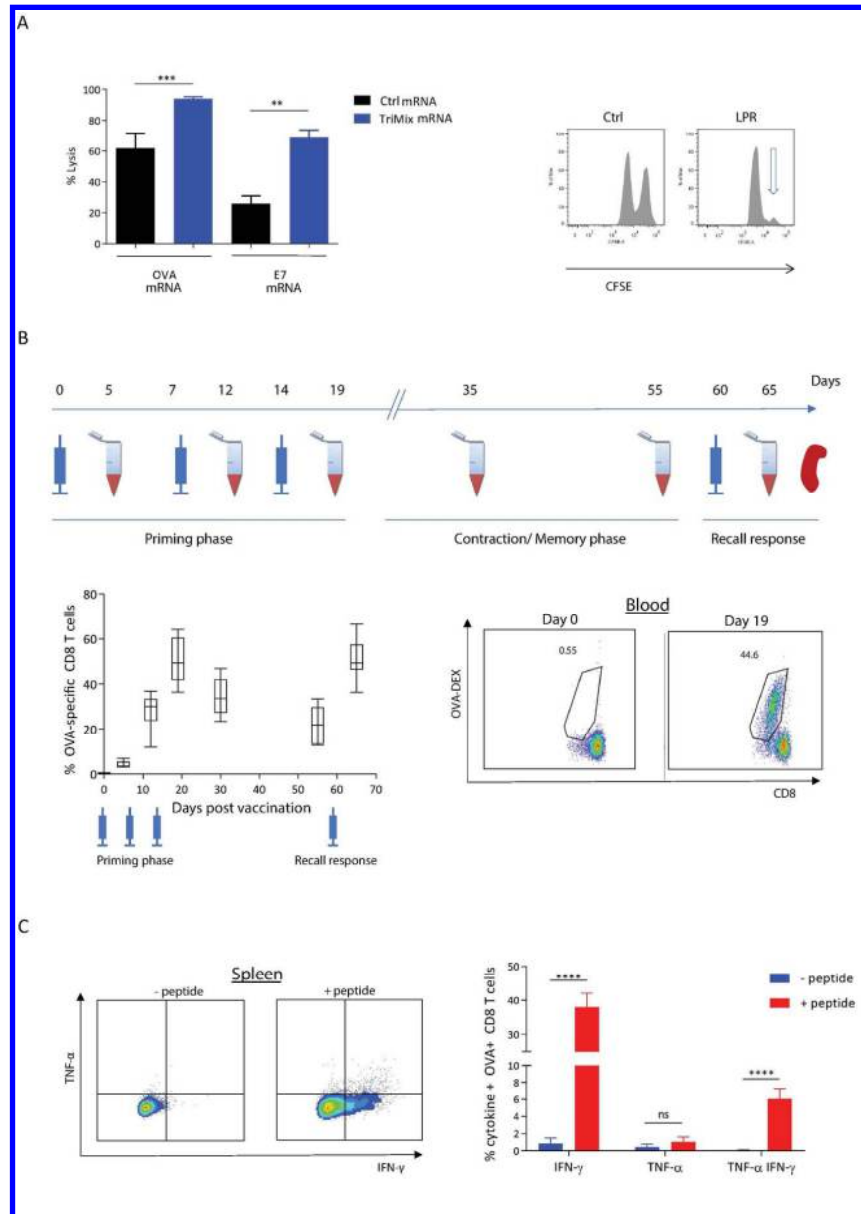 A
***
**
Ctrl mRNA
TriMix mRNA
% Lysis
100
80
60
40
20
0
OVA mRNA
E7 mRNA
Ctrl
LPR
CFSE
B
0 5 7 12 14 19 35 55 60 65 Days
Priming phase
Contraction/ Memory phase
Recall response
% OVA-specific CD8 T cells
80
60
40
20
0
0 10 20 30 40 50 60 70
Days post vaccination
Priming phase
Recall response
Blood
Day 0
Day 19
0.55
44.6
OVA-DEX
CD8
C
Spleen
- peptide
+ peptide
TNF-α
IFN-γ
% cytokine + OVA+ CD8 T cells
50
40
30
10
8
6
4
2
0
****
ns
****
- peptide
+ peptide
IFN-γ
TNF-α
TNF-α IFN-γ